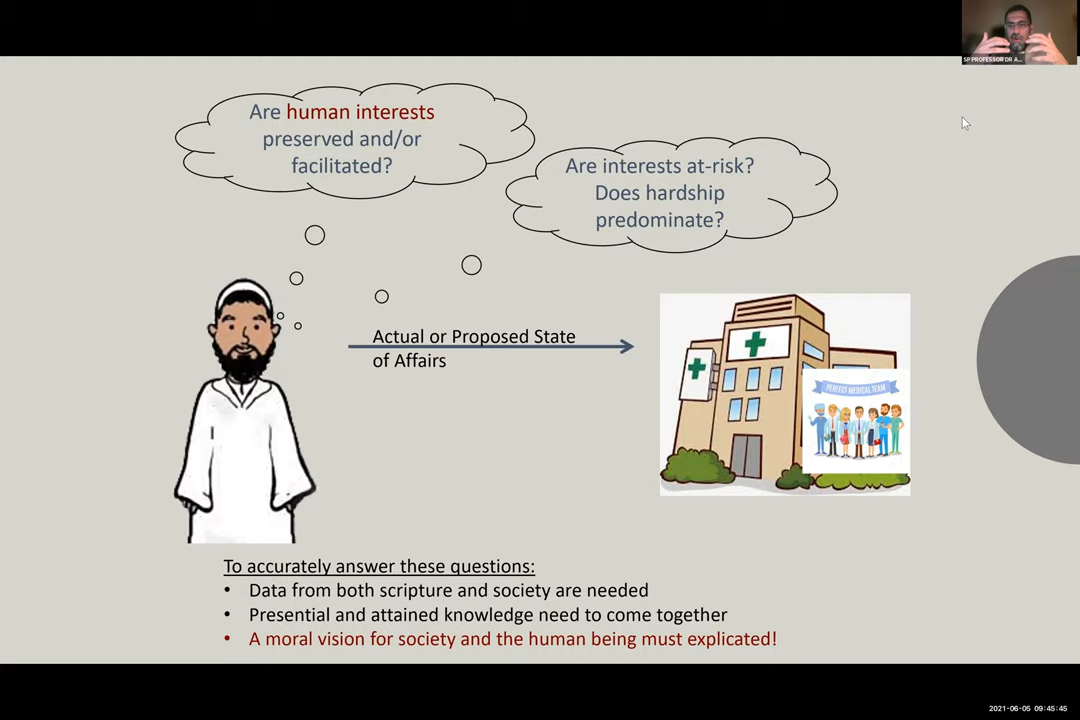 SP PROFESSOR DR A...
Are human interests
preserved and/or
facilitated?
Are interests at-risk?
Does hardship
predominate?
Actual or Proposed State
of Affairs
PERFECT MEDICAL TEAM
To accurately answer these questions:
• Data from both scripture and society are needed
• Presential and attained knowledge need to come together
• A moral vision for society and the human being must explicated!
2021-06-05 09:45:45